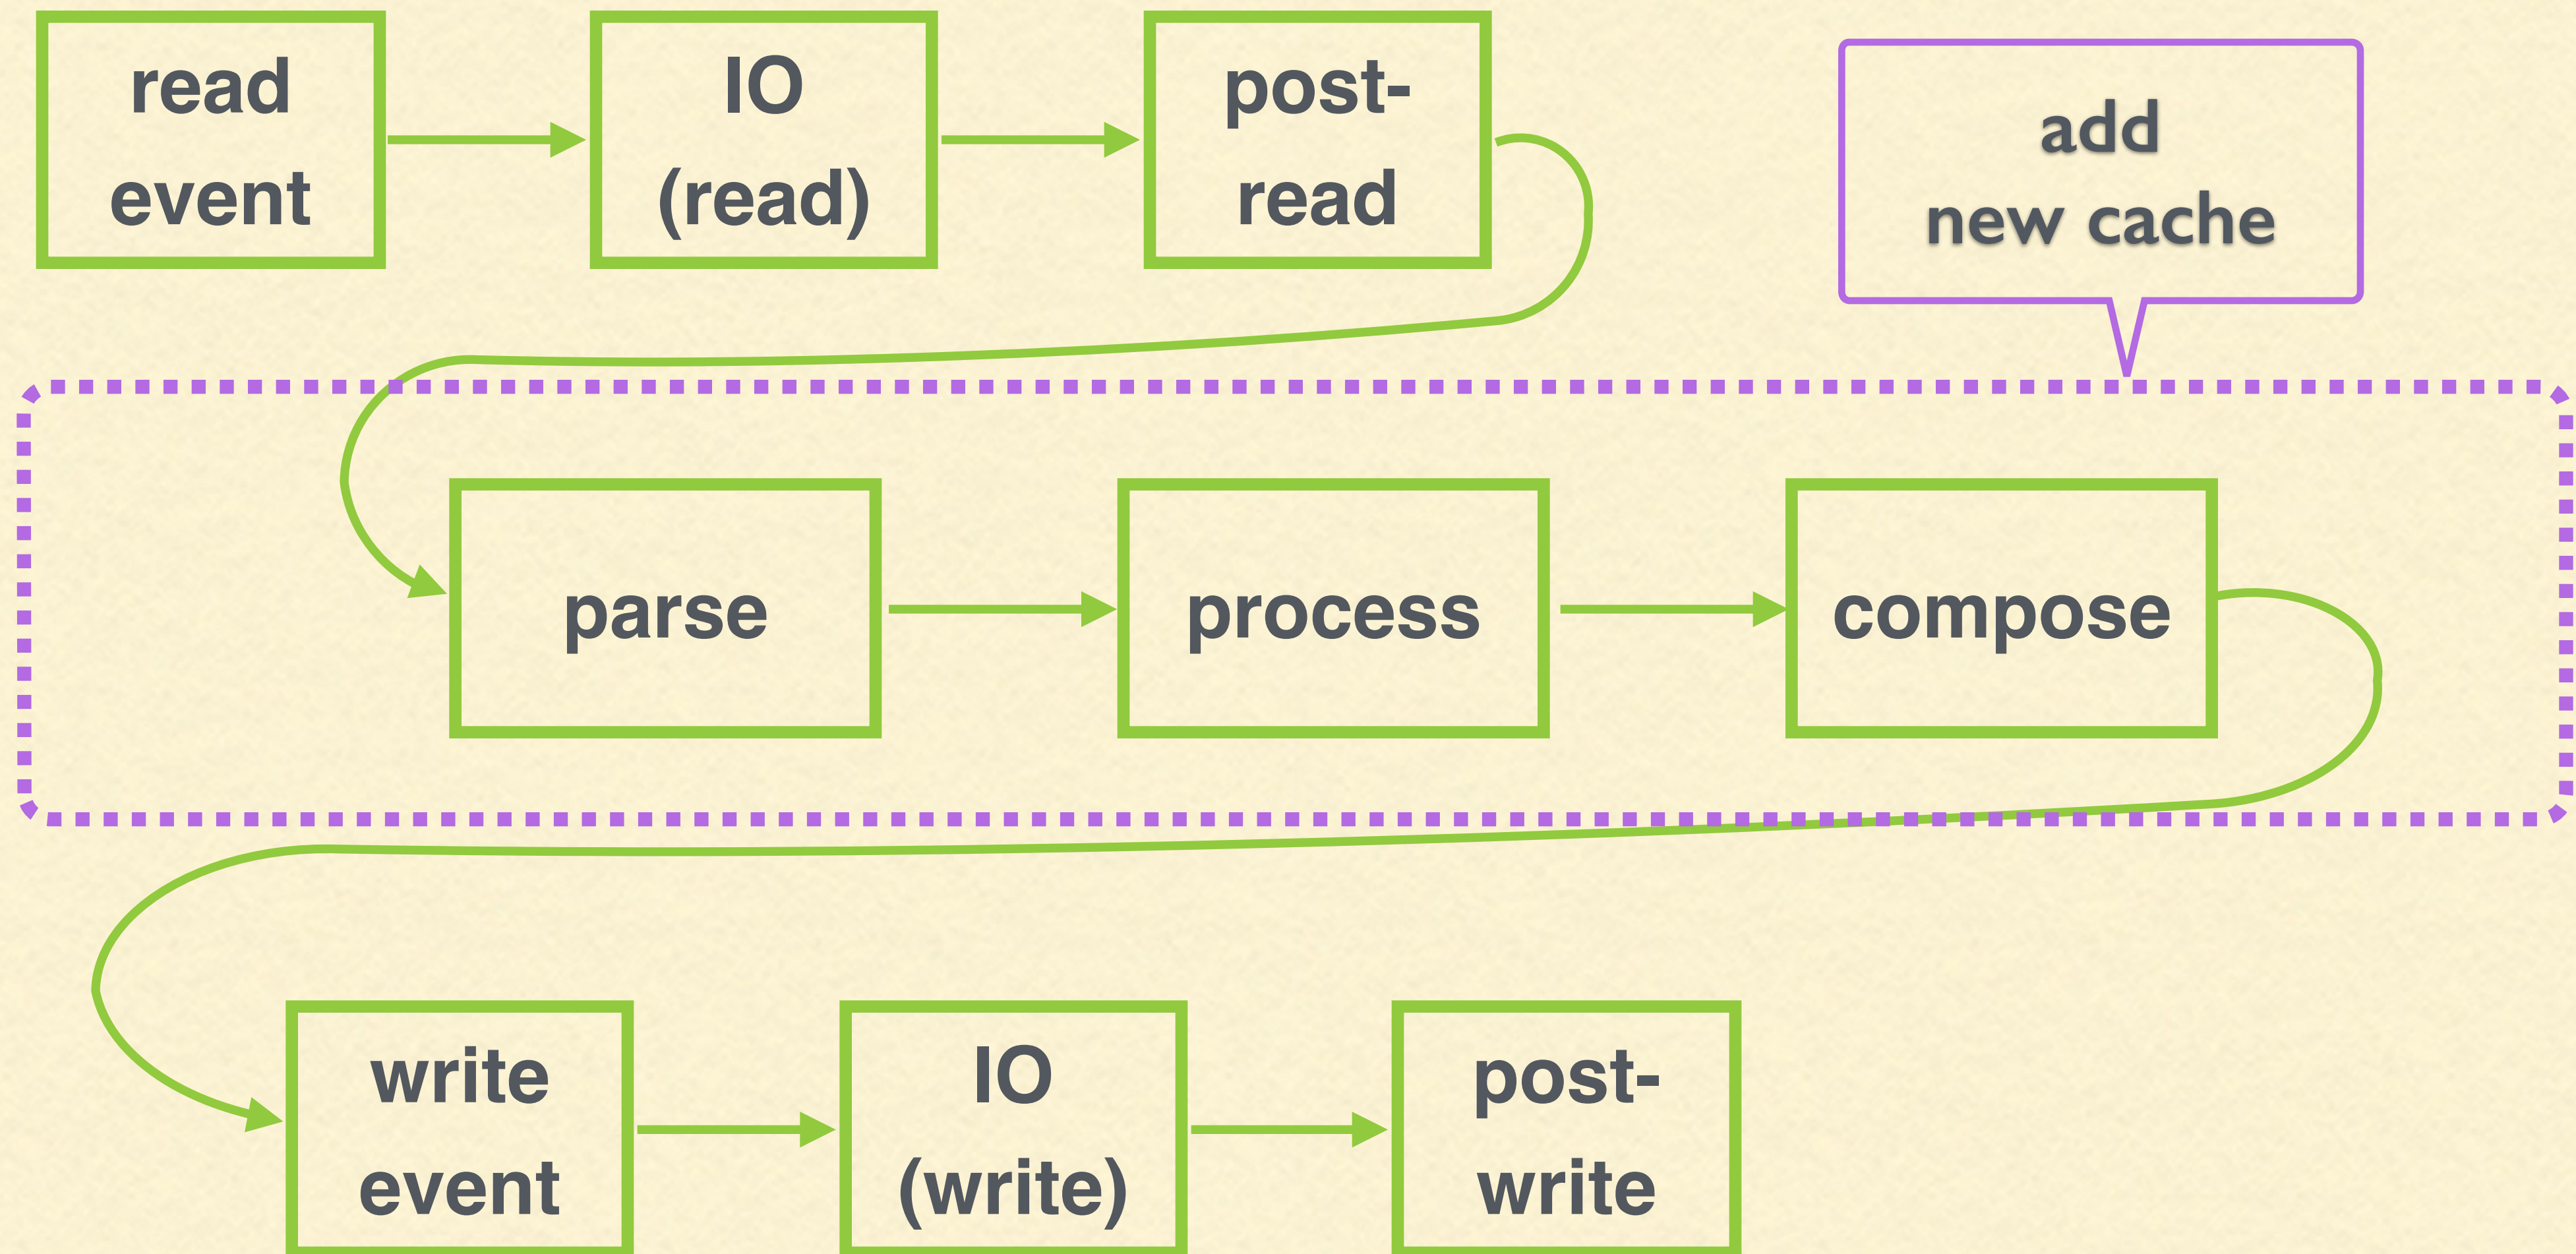 read
event
IO
(read)
post-
read
add
new cache
parse
process
compose
write
event
IO
(write)
post-
write